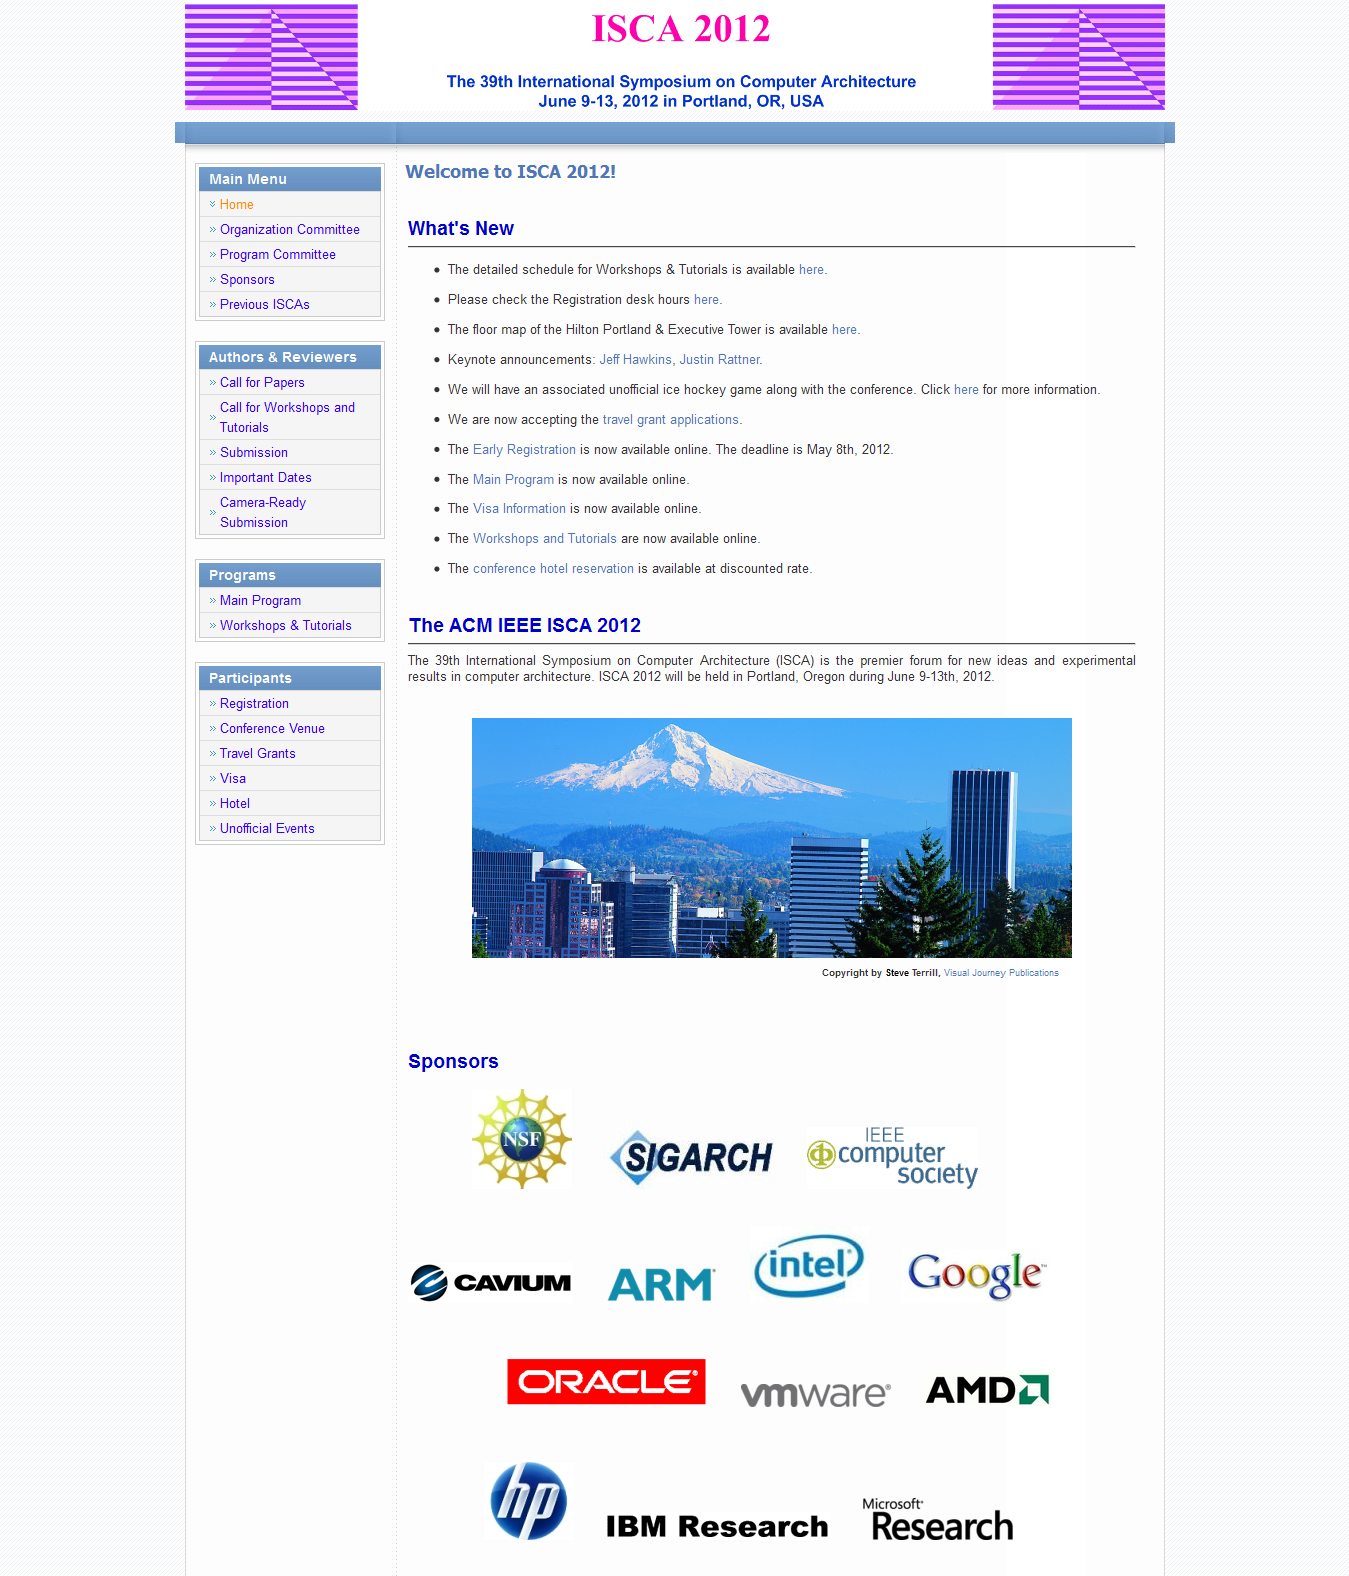 ISCA 2012
The 39th International Symposium on Computer Architecture
June 9-13, 2012 in Portland, OR, USA
Main Menu
Home
Organization Committee
Program Committee
Sponsors
Previous ISCAs
Authors & Reviewers
Call for Papers
Call for Workshops and
Tutorials
Submission
Important Dates
Camera-Ready
Submission
Programs
Main Program
Workshops & Tutorials
Participants
Registration
Conference Venue
Travel Grants
Visa
Hotel
Unofficial Events
Welcome to ISCA 2012!
What's New
The detailed schedule for Workshops & Tutorials is available here.
Please check the Registration desk hours here.
The floor map of the Hilton Portland & Executive Tower is available here.
Keynote announcements: Jeff Hawkins, Justin Rattner.
We will have an associated unofficial ice hockey game along with the conference. Click here for more information.
We are now accepting the travel grant applications.
The Early Registration is now available online. The deadline is May 8th, 2012.
The Main Program is now available online.
The Visa Information is now available online.
The Workshops and Tutorials are now available online.
The conference hotel reservation is available at discounted rate.
The ACM IEEE ISCA 2012
The 39th International Symposium on Computer Architecture (ISCA) is the premier forum for new ideas and experimental
results in computer architecture. ISCA 2012 will be held in Portland, Oregon during June 9-13th, 2012.
Copyright by Steve Terrill, Visual Journey Publications
Sponsors
NSF
SIGARCH
IEEE
computer
society
CAVIUM
ARM®
intel®
Google™
ORACLE®
vmware®
AMD
hp
IBM Research
Microsoft®
Research